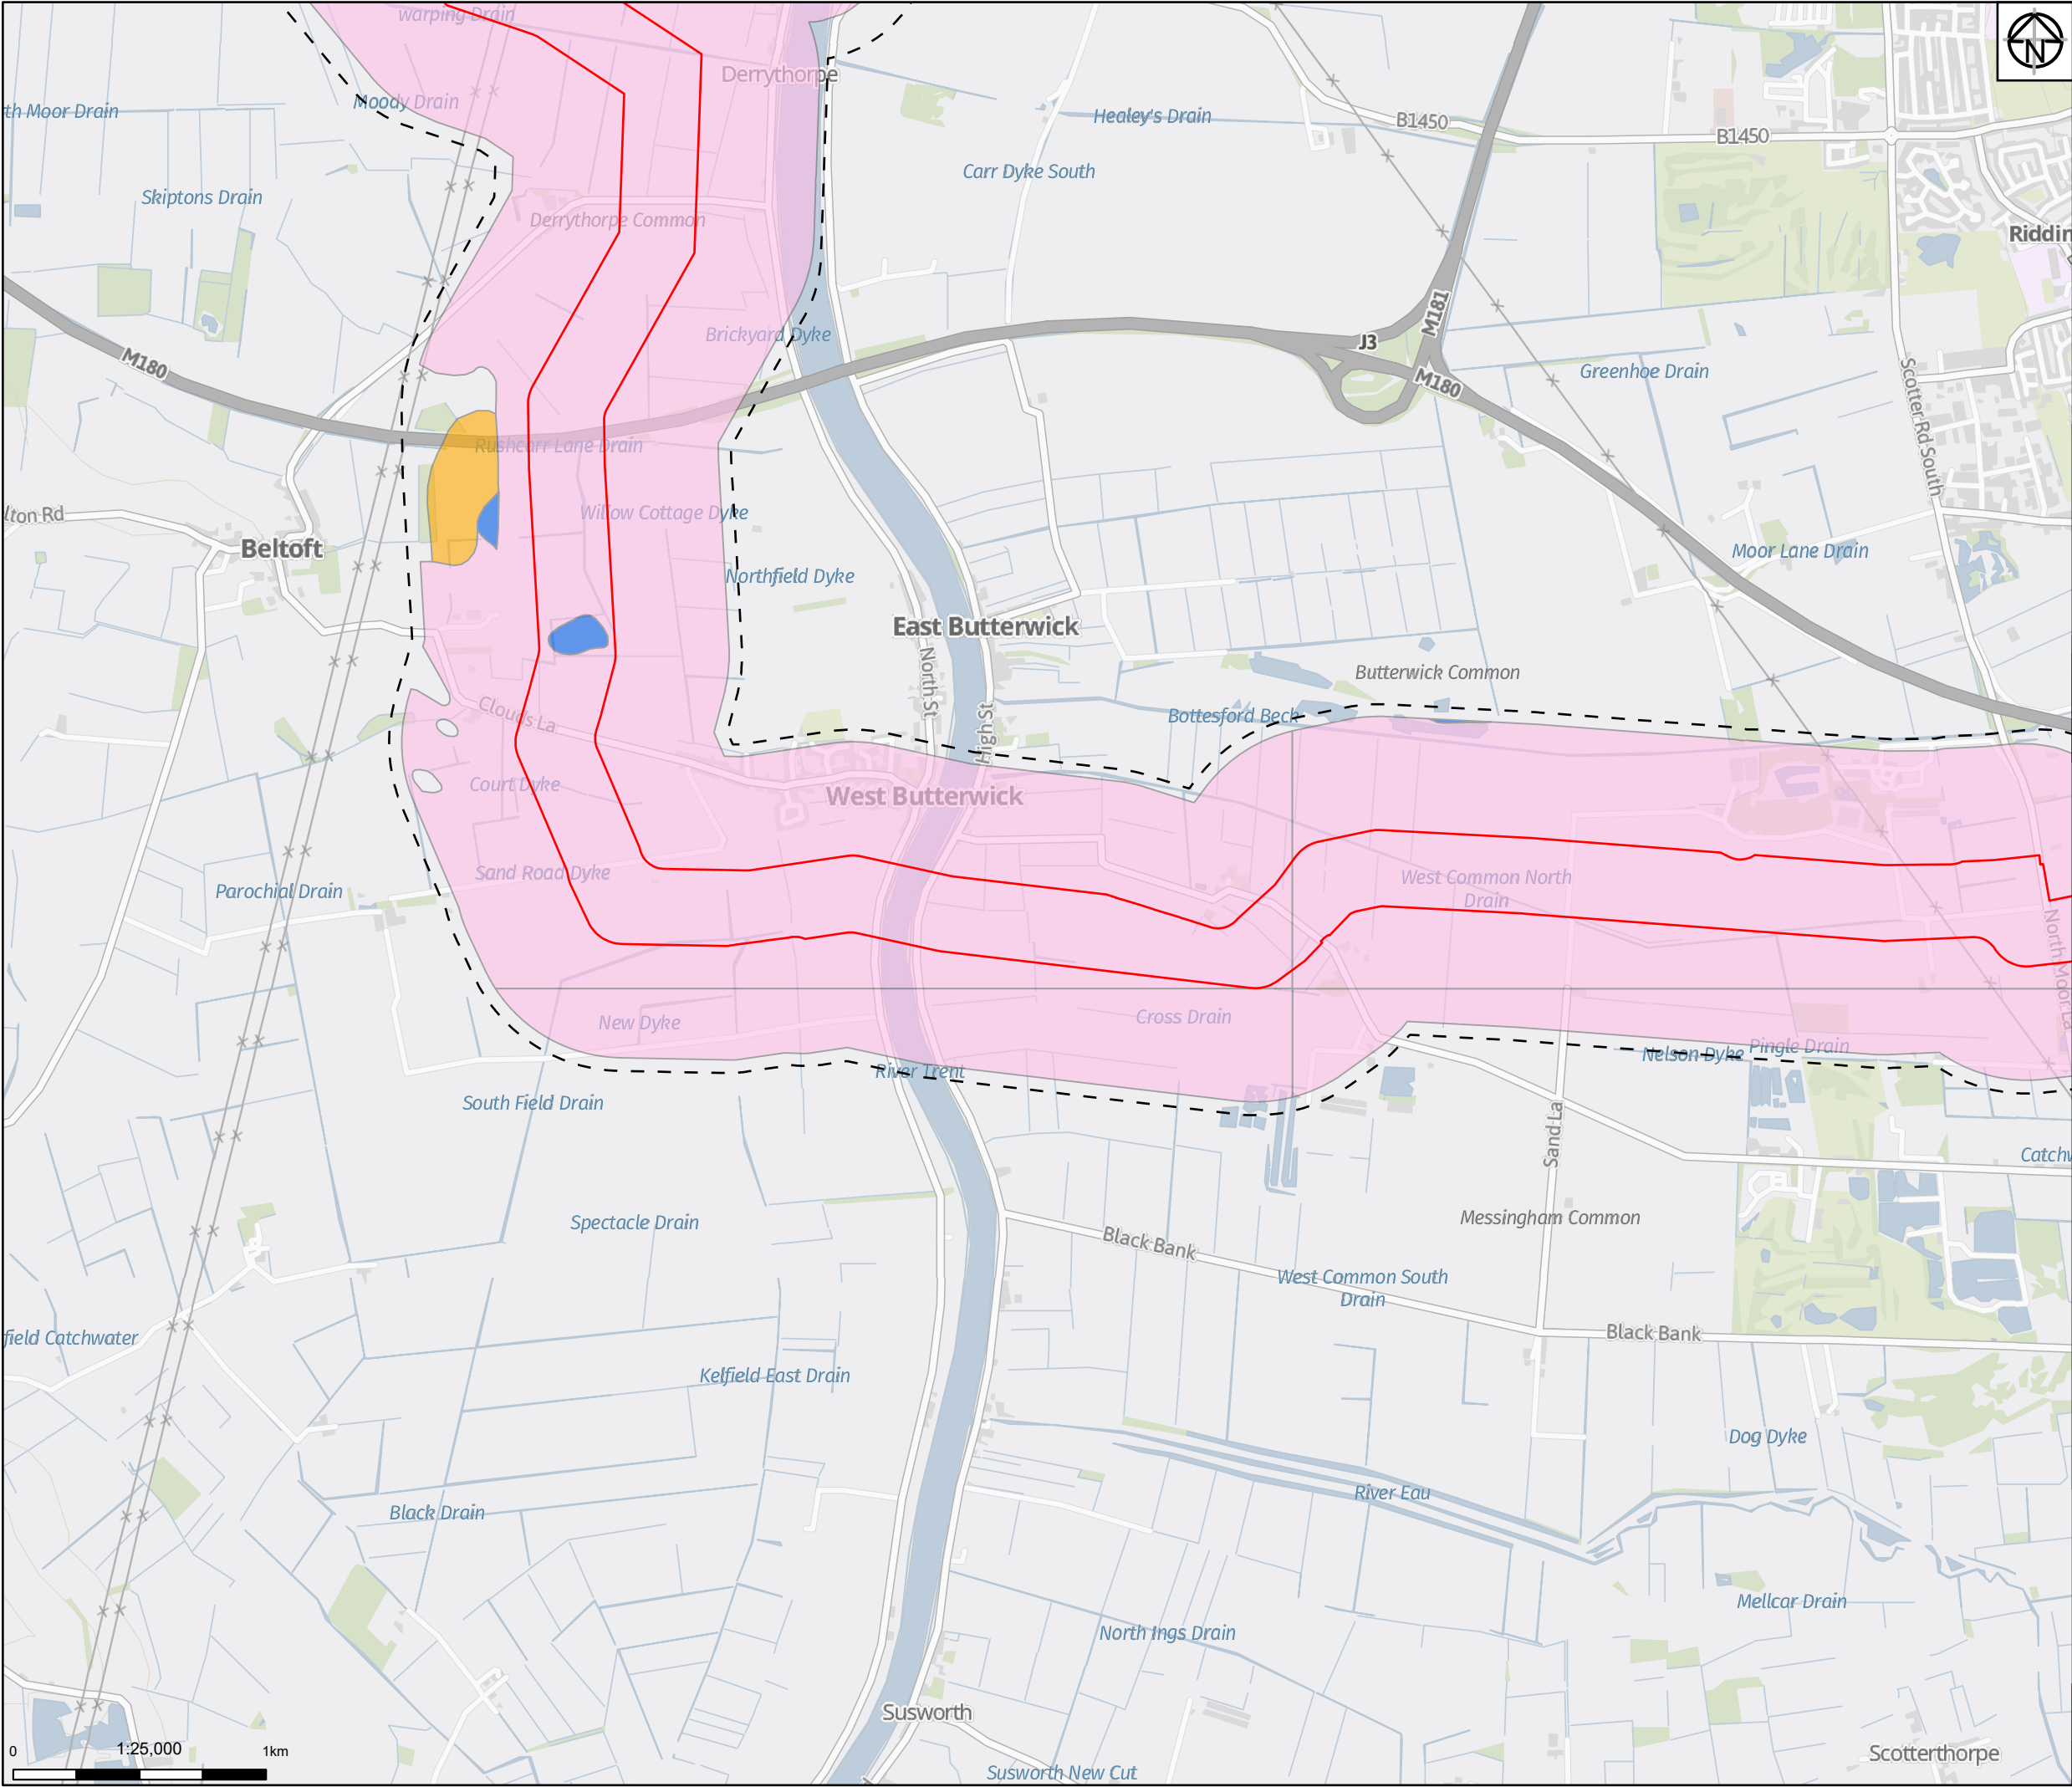 warping Drain
N
Derrythorpe
Moody Drain
th Moor Drain
Healey's Drain
B1450
B1450
Carr Dyke South
Skiptons Drain
Derrythorpe Common
Riddin
M181
Brickyard Dyke
J3
M180
M180
Greenhoe Drain
Scotter Rd South
Rushcarr Lane Drain
lton Rd
Willow Cottage Dyke
Beltoft
Moor Lane Drain
Northfield Dyke
East Butterwick
North St
Butterwick Common
Clouds La
High St
Bottesford Beck
Court Dyke
West Butterwick
Sand Road Dyke
Parochial Drain
West Common North
Drain
North Moor La
New Dyke
Cross Drain
Nelson Dyke
Pingle Drain
River Trent
South Field Drain
Sand La
Catchw
Spectacle Drain
Messingham Common
Black Bank
West Common South
Drain
field Catchwater
Black Bank
Kelfield East Drain
Dog Dyke
River Eau
Black Drain
Mellcar Drain
North Ings Drain
Susworth
0
1:25,000
1km
Scotterthorpe
Susworth New Cut